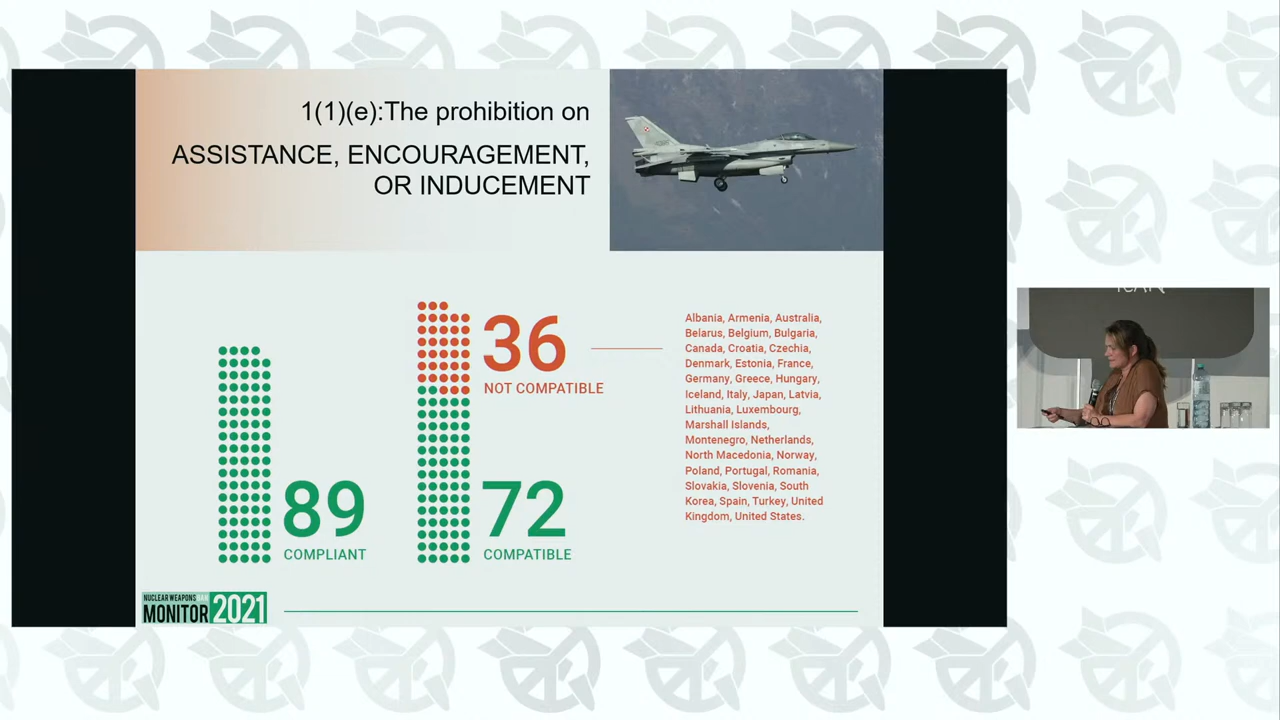 1(1)(e):The prohibition on
ASSISTANCE, ENCOURAGEMENT,
OR INDUCEMENT
36
NOT COMPATIBLE
89
COMPLIANT
72
COMPATIBLE
Albania, Armenia, Australia,
Belarus, Belgium, Bulgaria,
Canada, Croatia, Czechia,
Denmark, Estonia, France,
Germany, Greece, Hungary,
Iceland, Italy, Japan, Latvia,
Lithuania, Luxembourg,
Marshall Islands,
Montenegro, Netherlands,
North Macedonia, Norway,
Poland, Portugal, Romania,
Slovakia, Slovenia, South
Korea, Spain, Turkey, United
Kingdom, United States.
NUCLEAR WEAPONS BAN
MONITOR 2021
ICAN